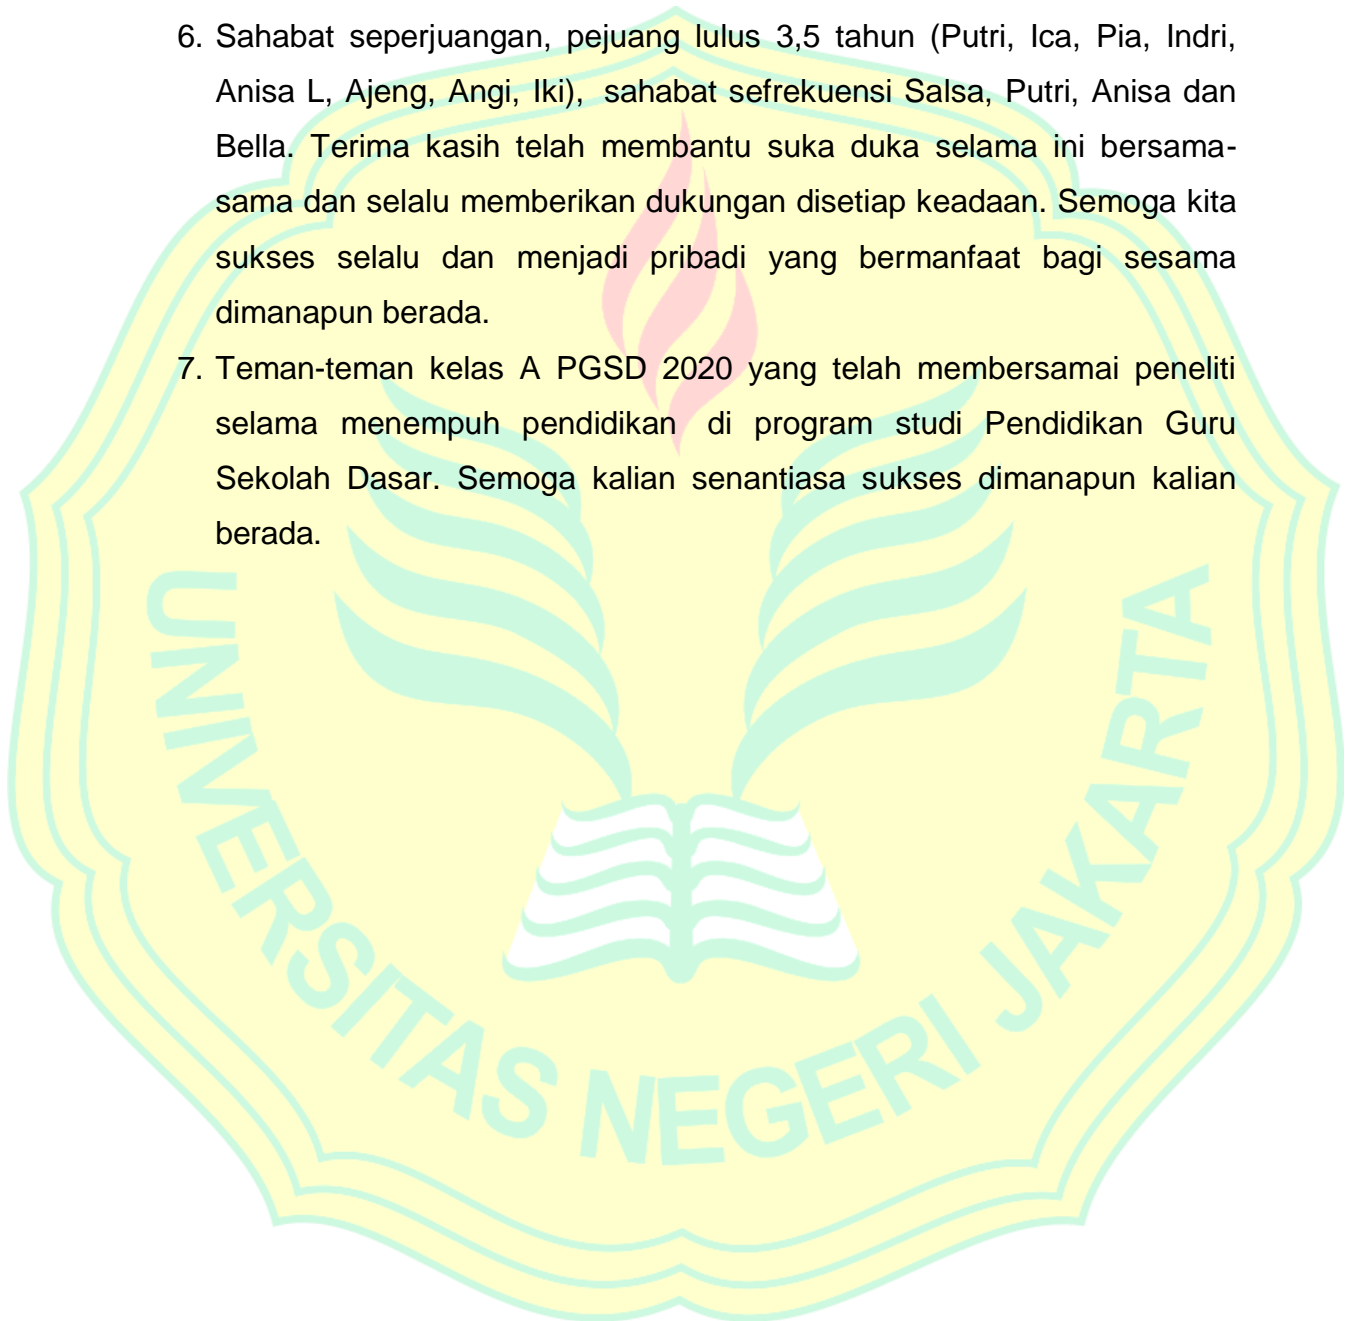 6. Sahabat seperjuangan, pejuang lulus 3,5 tahun (Putri, Ica, Pia, Indri,
Anisa L, Ajeng, Angi, Iki), sahabat sefrekuensi Salsa, Putri, Anisa dan
Bella. Terima kasih telah membantu suka duka selama ini bersama-
sama dan selalu memberikan dukungan disetiap keadaan. Semoga kita
sukses selalu dan menjadi pribadi yang bermanfaat bagi sesama
dimanapun berada.
7. Teman-teman kelas A PGSD 2020 yang telah membersamai peneliti
selama menempuh pendidikan di program studi Pendidikan Guru
Sekolah Dasar. Semoga kalian senantiasa sukses dimanapun kalian
berada.
UNIVERSITAS NEGERI JAKARTA